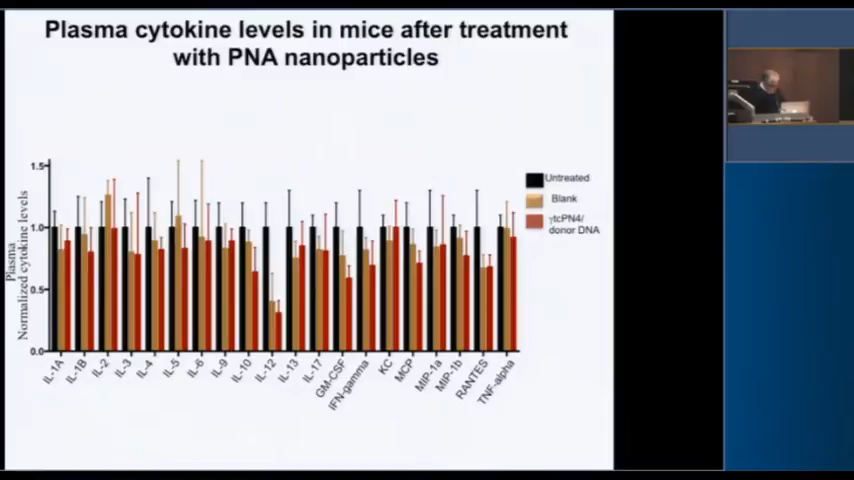 Plasma cytokine levels in mice after treatment
with PNA nanoparticles
Plasma
Normalized cytokine levels
1.5
1.0
0.5
0.0
IL-1A
IL-1B
IL-2
IL-3
IL-4
IL-5
IL-6
IL-9
IL-10
IL-12
IL-13
IL-17
GM-CSF
IFN-gamma
KC
MCP
MIP-1a
MIP-1b
RANTES
TNF-alpha
Untreated
Blank
γtcPN4/
donor DNA